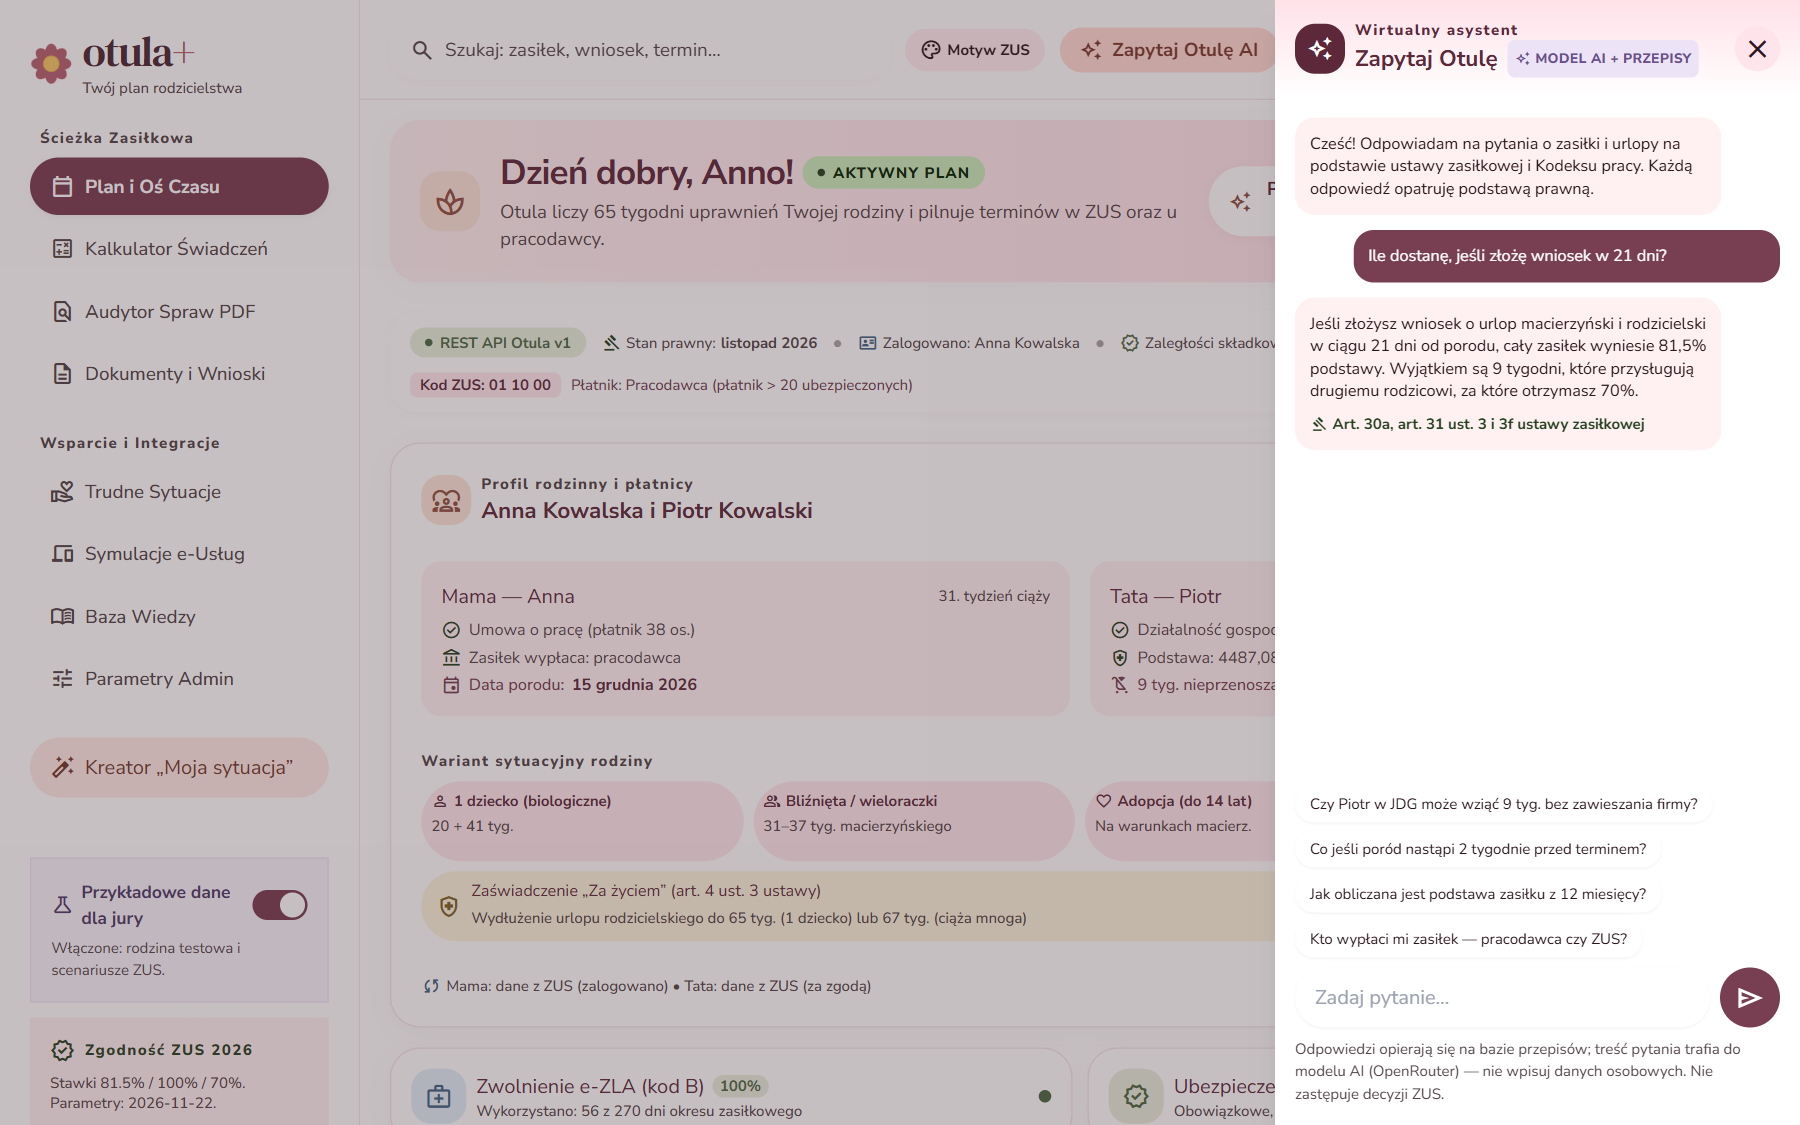 otula+
Twój plan rodzicielstwa
Ścieżka Zasiłkowa
Plan i Oś Czasu
Kalkulator Świadczeń
Audytor Spraw PDF
Dokumenty i Wnioski
Wsparcie i Integracje
Trudne Sytuacje
Symulacje e-Usług
Baza Wiedzy
Parametry Admin
Kreator „Moja sytuacja”
Przykładowe dane
dla jury
Włączone: rodzina testowa i
scenariusze ZUS.
Zgodność ZUS 2026
Stawki 81.5% / 100% / 70%.
Parametry: 2026-11-22.
Szukaj: zasiłek, wniosek, termin...
Motyw ZUS
Zapytaj Otulę AI
Dzień dobry, Anno!
AKTYWNY PLAN
Otula liczy 65 tygodni uprawnień Twojej rodziny i pilnuje terminów w ZUS oraz u
pracodawcy.
REST API Otula v1
Stan prawny: listopad 2026
Zalogowano: Anna Kowalska
Zaległości
Kod ZUS: 01 10 00
Płatnik: Pracodawca (płatnik > 20 ubezpieczonych)
Profil rodzinny i płatnicy
Anna Kowalska i Piotr Kowalski
Mama — Anna
31. tydzień ciąży
Umowa o pracę (płatnik 38 os.)
Zasiłek wypłaca: pracodawca
Data porodu: 15 grudnia 2026
Tata — Piotr
Działalność
Podstawa: 4487,08
9 tyg.
Wariant sytuacyjny rodziny
1 dziecko (biologiczne)
20 + 41 tyg.
Bliźnięta / wieloraczki
31–37 tyg. macierzyńskiego
Adopcja (do 14 lat)
Na warunkach macierz.
Zaświadczenie „Za życiem” (art. 4 ust. 3 ustawy)
Wydłużenie urlopu rodzicielskiego do 65 tyg. (1 dziecko) lub 67 tyg. (ciąża mnoga)
Mama: dane z ZUS (zalogowano) • Tata: dane z ZUS (za zgodą)
Zwolnienie e-ZLA (kod B)
100%
Wykorzystano: 56 z 270 dni okresu zasiłkowego
Obowiązkowe,
Wirtualny asystent
Zapytaj Otulę
MODEL AI + PRZEPISY
Cześć! Odpowiadam na pytania o zasiłki i urlopy na
podstawie ustawy zasiłkowej i Kodeksu pracy. Każdą
odpowiedź opatruję podstawą prawną.
Ile dostanę, jeśli złożę wniosek w 21 dni?
Jeśli złożysz wniosek o urlop macierzyński i rodzicielski
w ciągu 21 dni od porodu, cały zasiłek wyniesie 81,5%
podstawy. Wyjątkiem są 9 tygodni, które przysługują
drugiemu rodzicowi, za które otrzymasz 70%.
Art. 30a, art. 31 ust. 3 i 3f ustawy zasiłkowej
Czy Piotr w JDG może wziąć 9 tyg. bez zawieszania firmy?
Co jeśli poród nastąpi 2 tygodnie przed terminem?
Jak obliczana jest podstawa zasiłku z 12 miesięcy?
Kto wypłaci mi zasiłek — pracodawca czy ZUS?
Zadaj pytanie...
Odpowiedzi opierają się na bazie przepisów; treść pytania trafia do
modelu AI (OpenRouter) — nie wpisuj danych osobowych. Nie
zastępuje decyzji ZUS.